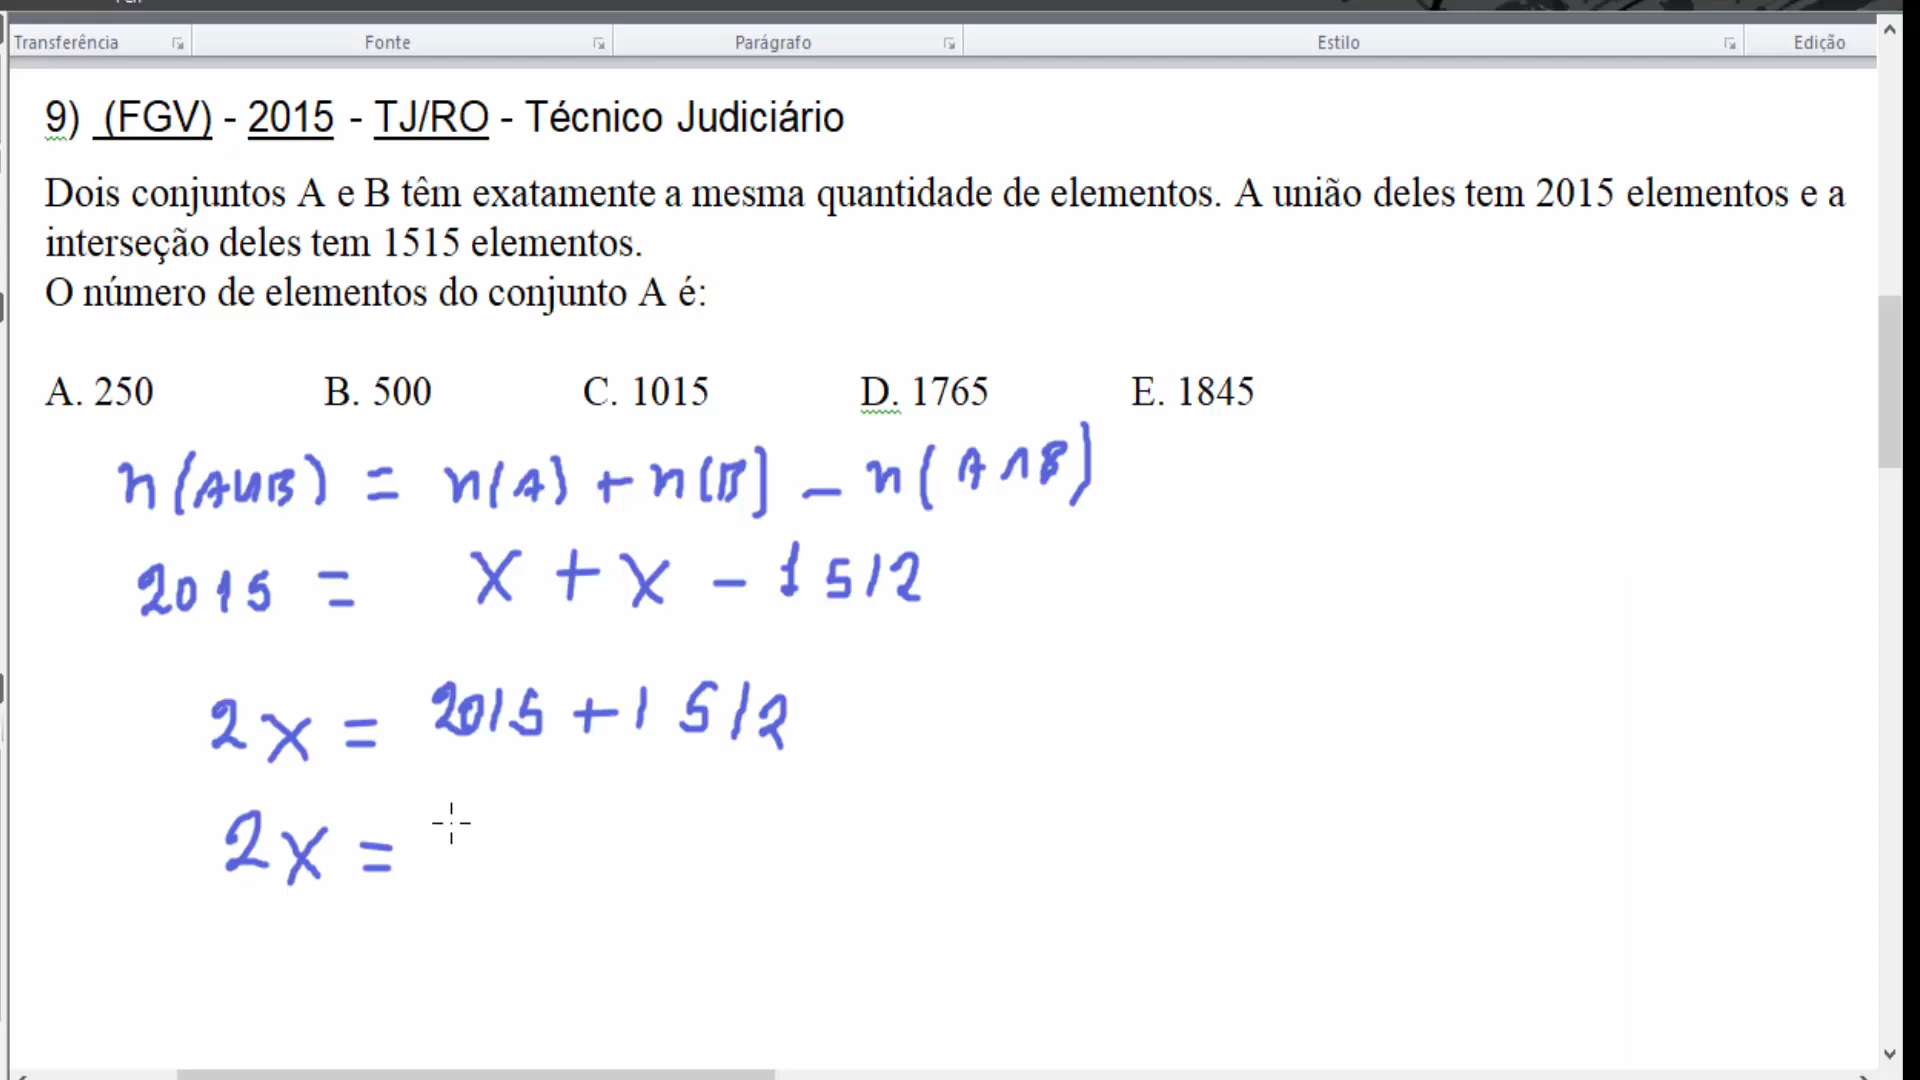 Transferência Fonte Parágrafo Estilo Edição
9) (FGV) - 2015 - TJ/RO - Técnico Judiciário
Dois conjuntos A e B têm exatamente a mesma quantidade de elementos. A união deles tem 2015 elementos e a
interseção deles tem 1515 elementos.
O número de elementos do conjunto A é:
A. 250 B. 500 C. 1015 D. 1765 E. 1845
n(A∪B) = n(A) + n(B) - n(A∩B)
2015 = x + x - 1512
2x = 2015 + 1512
2x =